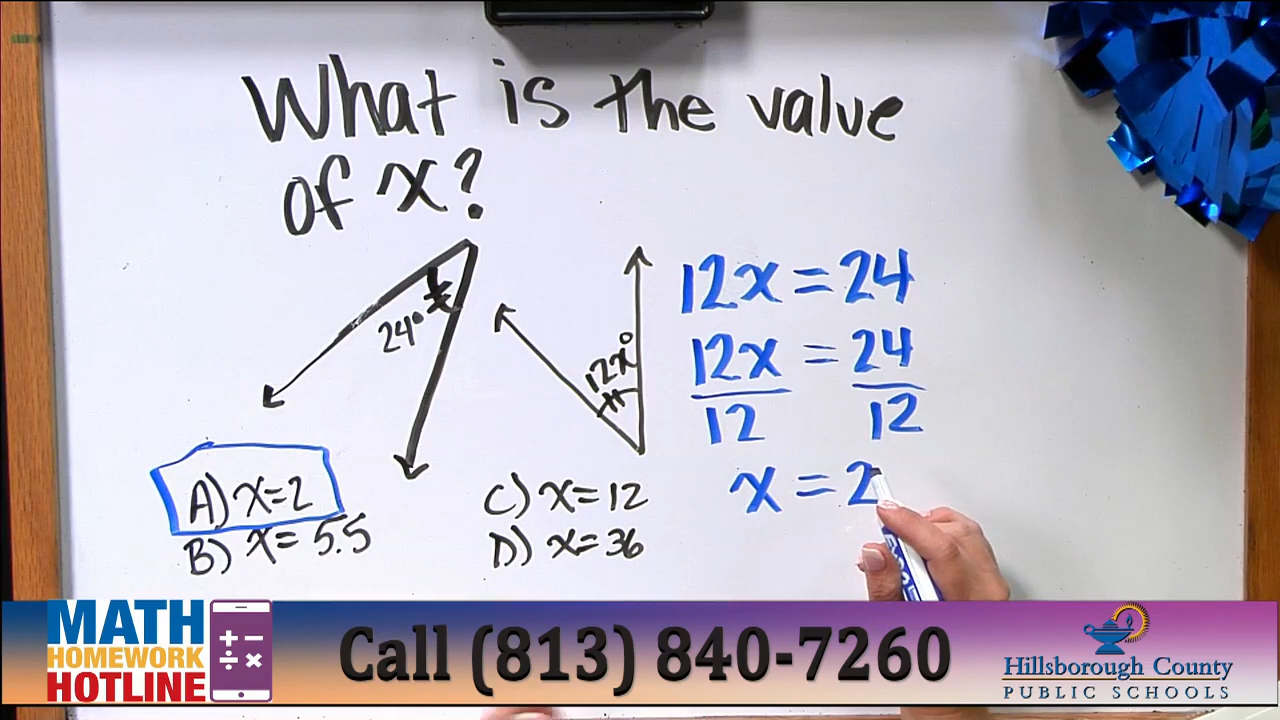 What is the value
of x?
24°
12x°
12x = 24
12x = 24
12 12
x = 2
A) x=2
B) x= 5.5
C) x=12
D) x=36
MATH
HOMEWORK
HOTLINE
+ −
÷ ×
Call (813) 840-7260
Hillsborough County
PUBLIC SCHOOLS